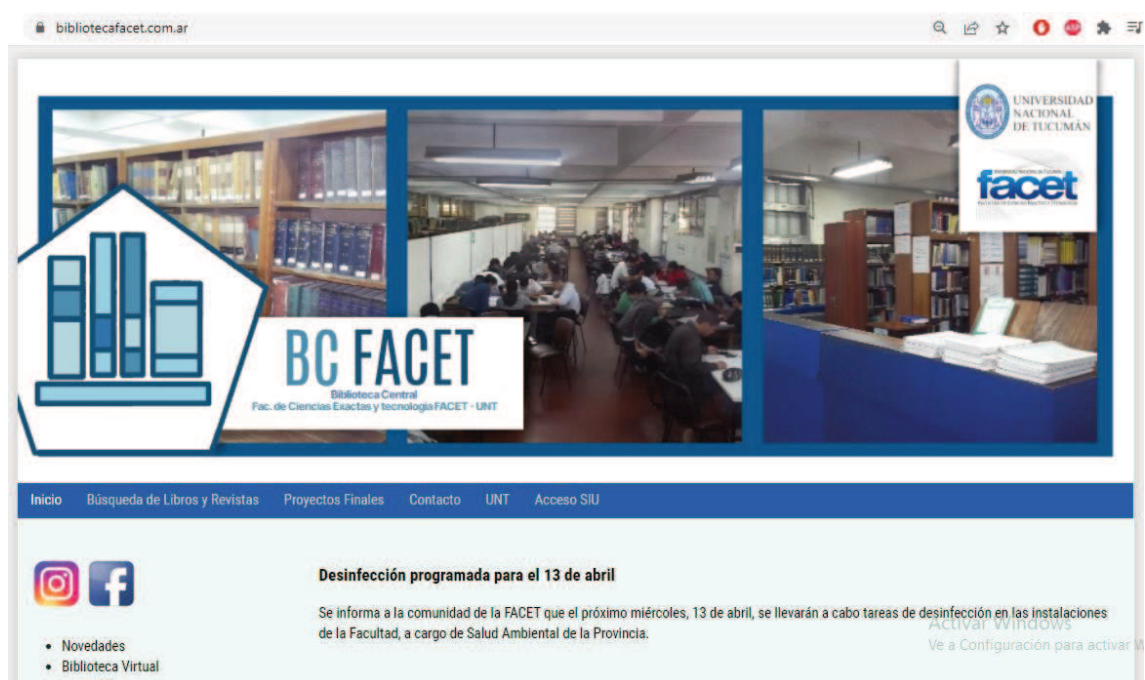 bibliotecafacet.com.ar
UNIVERSIDAD
NACIONAL
DE TUCUMÁN
facet
BC FACET
Biblioteca Central
Fac. de Ciencias Exactas y tecnología FACET - UNT
Inicio Búsqueda de Libros y Revistas Proyectos Finales Contacto UNT Acceso SIU
Desinfección programada para el 13 de abril
Se informa a la comunidad de la FACET que el próximo miércoles, 13 de abril, se llevarán a cabo tareas de desinfección en las instalaciones
de la Facultad, a cargo de Salud Ambiental de la Provincia.
Activar Windows
Ve a Configuración para activar W
• Novedades
• Biblioteca Virtual